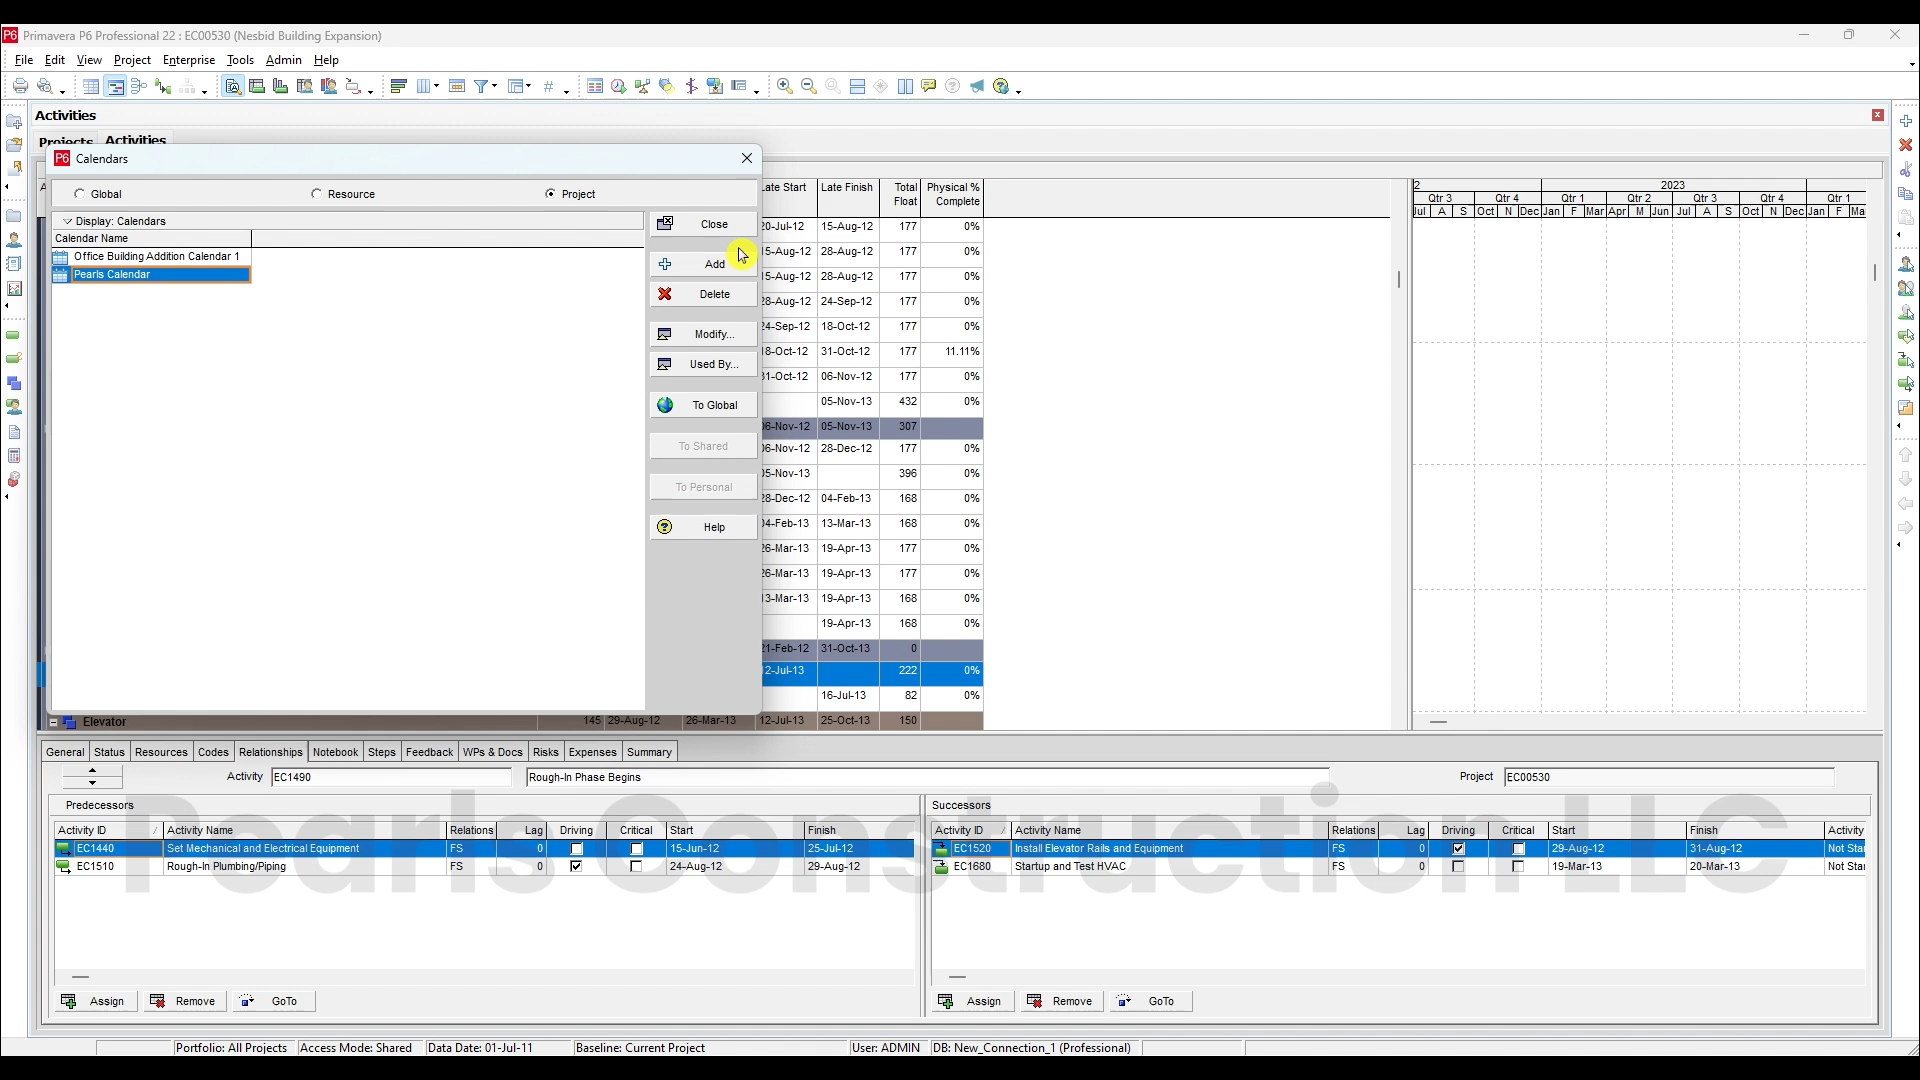 Primavera P6 Professional 22 : EC00530 (Nesbid Building Expansion)
File Edit View Project Enterprise Tools Admin Help
Activities
Projects Activities
P6 Calendars
Global Resource Project
Display: Calendars
Calendar Name
Office Building Addition Calendar 1
Pearls Calendar
Close
Add
Delete
Modify...
Used By...
To Global
To Shared
To Personal
Help
Late Start Late Finish Total Float Physical % Complete
20-Jul-12 15-Aug-12 177 0%
15-Aug-12 28-Aug-12 177 0%
15-Aug-12 28-Aug-12 177 0%
28-Aug-12 24-Sep-12 177 0%
24-Sep-12 18-Oct-12 177 0%
18-Oct-12 31-Oct-12 177 11.11%
31-Oct-12 06-Nov-12 177 0%
05-Nov-13 432 0%
06-Nov-12 05-Nov-13 307
06-Nov-12 28-Dec-12 177 0%
05-Nov-13 396 0%
28-Dec-12 04-Feb-13 168 0%
04-Feb-13 13-Mar-13 168 0%
26-Mar-13 19-Apr-13 177 0%
26-Mar-13 19-Apr-13 177 0%
13-Mar-13 19-Apr-13 168 0%
19-Apr-13 168 0%
21-Feb-12 31-Oct-13 0
12-Jul-13 222 0%
16-Jul-13 82 0%
Elevator 145 29-Aug-12 26-Mar-13 12-Jul-13 25-Oct-13 150
2 2023
Qtr 3 Qtr 4 Qtr 1 Qtr 2 Qtr 3 Qtr 4 Qtr 1
Jul A S Oct N Dec Jan F Mar Apr M Jun Jul A S Oct N Dec Jan F Ma
General Status Resources Codes Relationships Notebook Steps Feedback WPs & Docs Risks Expenses Summary
Activity EC1490 Rough-In Phase Begins Project EC00530
Pearls Construction LLC
Predecessors
Activity ID Activity Name Relations Lag Driving Critical Start Finish
EC1440 Set Mechanical and Electrical Equipment FS 0 15-Jun-12 25-Jul-12
EC1510 Rough-In Plumbing/Piping FS 0 24-Aug-12 29-Aug-12
Assign Remove GoTo
Successors
Activity ID Activity Name Relations Lag Driving Critical Start Finish Activity
EC1520 Install Elevator Rails and Equipment FS 0 29-Aug-12 31-Aug-12 Not Star
EC1680 Startup and Test HVAC FS 0 19-Mar-13 20-Mar-13 Not Star
Assign Remove GoTo
Portfolio: All Projects Access Mode: Shared Data Date: 01-Jul-11 Baseline: Current Project User: ADMIN DB: New_Connection_1 (Professional)